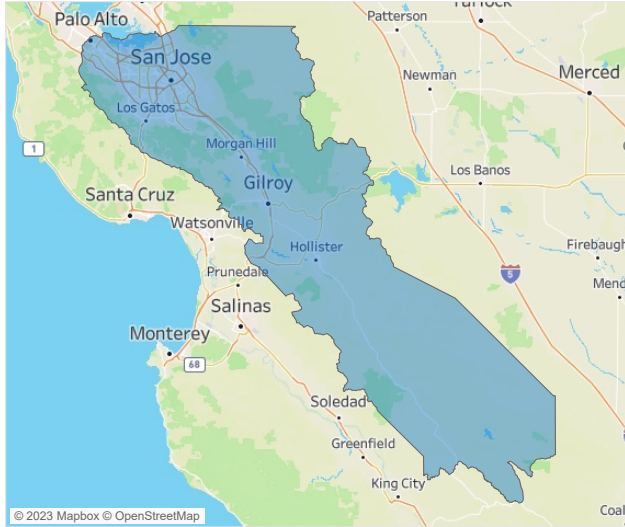 Patterson
Palo Alto
San Jose
Newman
Merced
Los Gatos
1
Morgan Hill
Los Banos
Gilroy
Santa Cruz
Watsonville
Hollister
Firebaugh
5
Prunedale
Mend
Salinas
Monterey
68
Soledad
Greenfield
King City
Coal
© 2023 Mapbox © OpenStreetMap